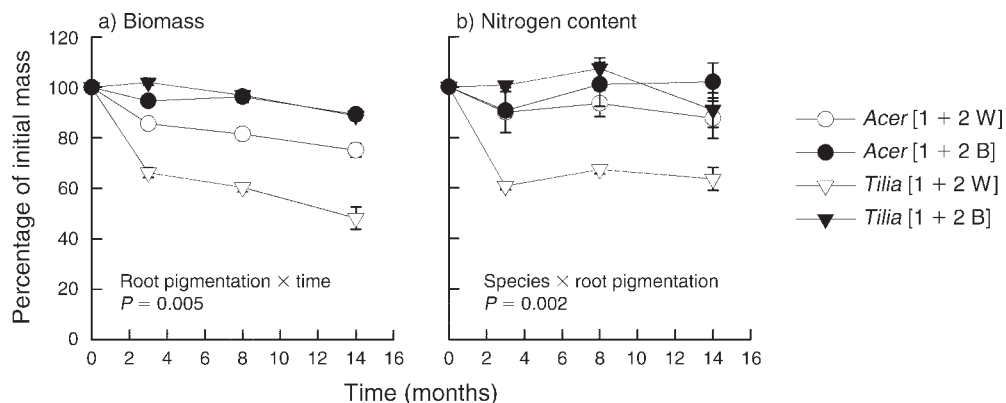 a) Biomass
b) Nitrogen content
Percentage of initial mass
120
100
80
60
40
20
0
Root pigmentation × time
P = 0.005
Species × root pigmentation
P = 0.002
0 2 4 6 8 10 12 14 16
0 2 4 6 8 10 12 14 16
Time (months)
Acer [1 + 2 W]
Acer [1 + 2 B]
Tilia [1 + 2 W]
Tilia [1 + 2 B]